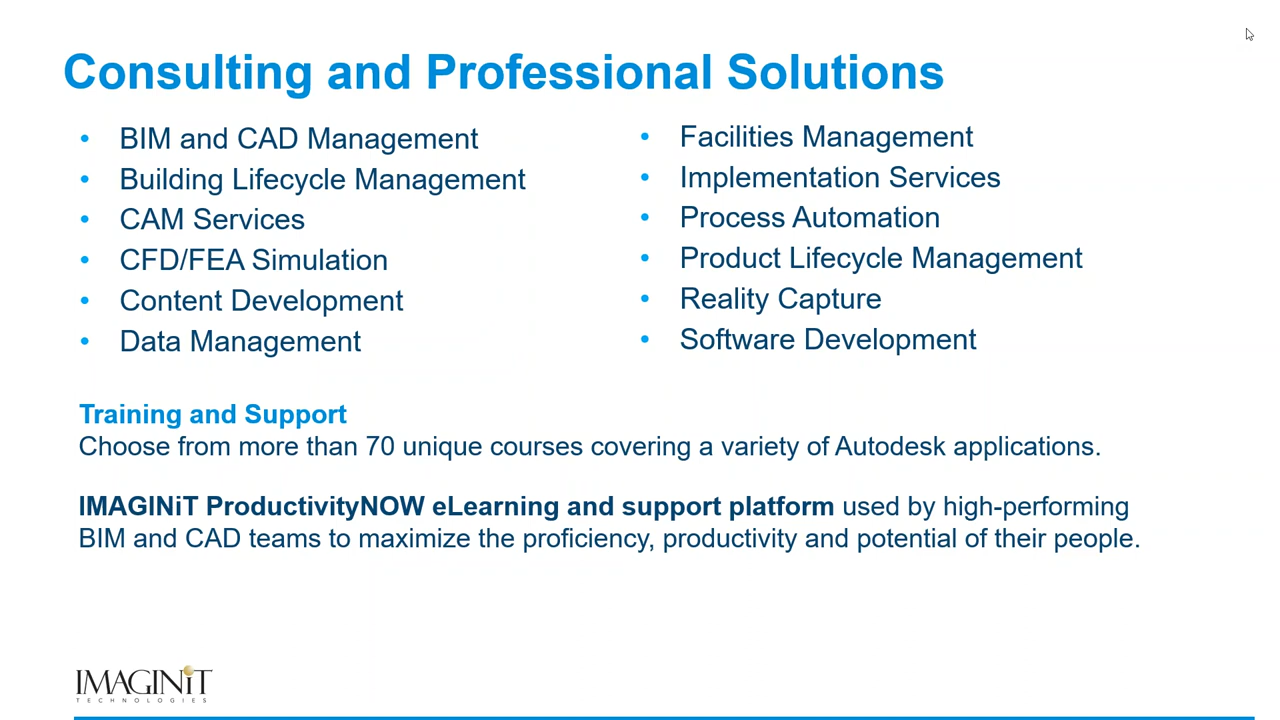 Consulting and Professional Solutions
• BIM and CAD Management
• Building Lifecycle Management
• CAM Services
• CFD/FEA Simulation
• Content Development
• Data Management
• Facilities Management
• Implementation Services
• Process Automation
• Product Lifecycle Management
• Reality Capture
• Software Development
Training and Support
Choose from more than 70 unique courses covering a variety of Autodesk applications.
IMAGINiT ProductivityNOW eLearning and support platform used by high-performing
BIM and CAD teams to maximize the proficiency, productivity and potential of their people.
IMAGINiT
TECHNOLOGIES